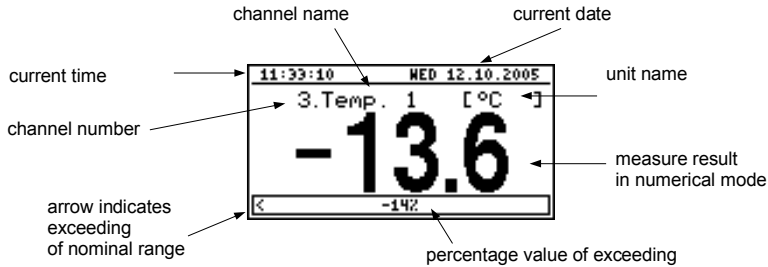 channel name
current date
current time
11:33:10 WED 12.10.2005
unit name
3.Temp. 1 [°C ]
channel number
-13.6
measure result
in numerical mode
arrow indicates
exceeding
of nominal range
< -14%
percentage value of exceeding